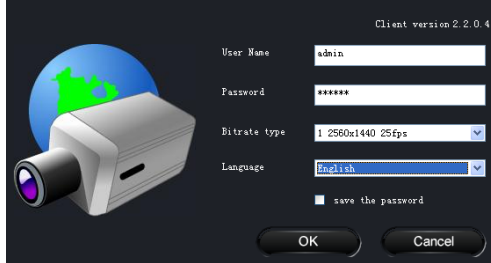 Client version 2.2.0.4
User Name admin
Password ******
Bitrate type 1 2560x1440 25fps
Language English
save the password
OK Cancel